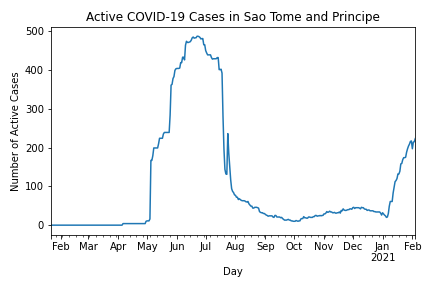 Active COVID-19 Cases in Sao Tome and Principe
Number of Active Cases
500
400
300
200
100
0
Feb Mar Apr May Jun Jul Aug Sep Oct Nov Dec Jan Feb
2021
Day